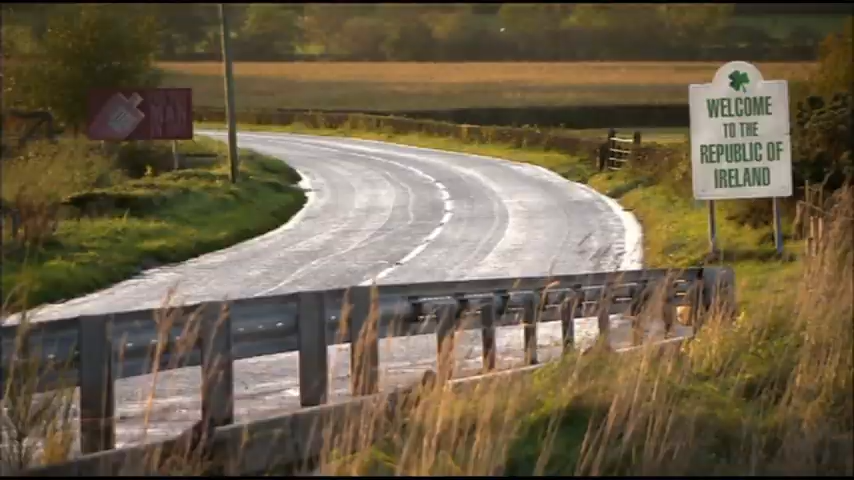 WELCOME
TO THE
REPUBLIC OF
IRELAND